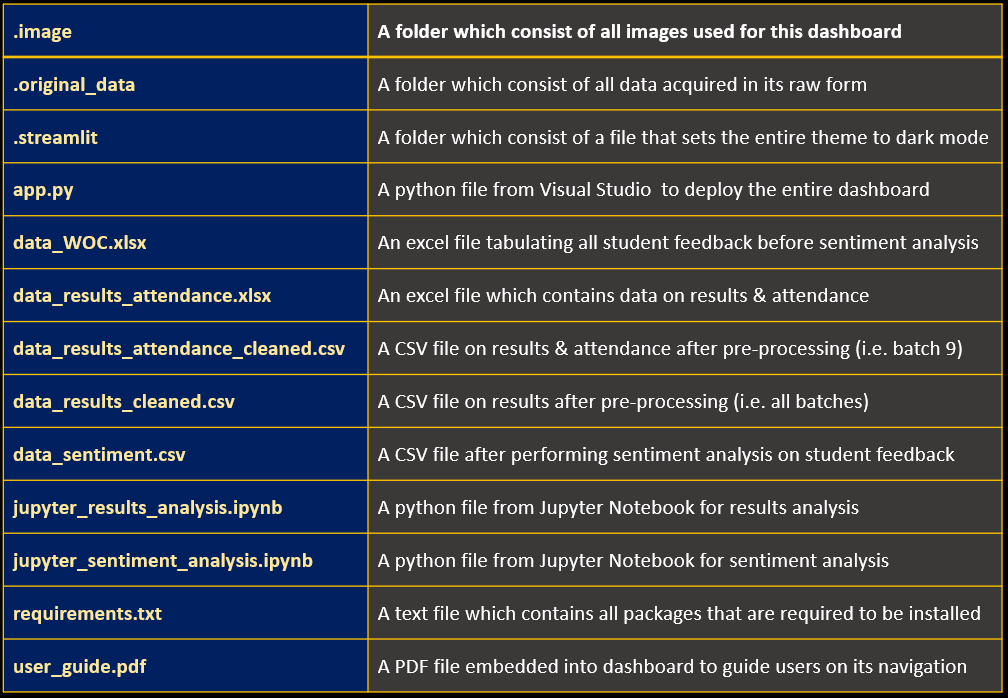 .image A folder which consist of all images used for this dashboard
.original_data A folder which consist of all data acquired in its raw form
.streamlit A folder which consist of a file that sets the entire theme to dark mode
app.py A python file from Visual Studio to deploy the entire dashboard
data_WOC.xlsx An excel file tabulating all student feedback before sentiment analysis
data_results_attendance.xlsx An excel file which contains data on results & attendance
data_results_attendance_cleaned.csv A CSV file on results & attendance after pre-processing (i.e. batch 9)
data_results_cleaned.csv A CSV file on results after pre-processing (i.e. all batches)
data_sentiment.csv A CSV file after performing sentiment analysis on student feedback
jupyter_results_analysis.ipynb A python file from Jupyter Notebook for results analysis
jupyter_sentiment_analysis.ipynb A python file from Jupyter Notebook for sentiment analysis
requirements.txt A text file which contains all packages that are required to be installed
user_guide.pdf A PDF file embedded into dashboard to guide users on its navigation